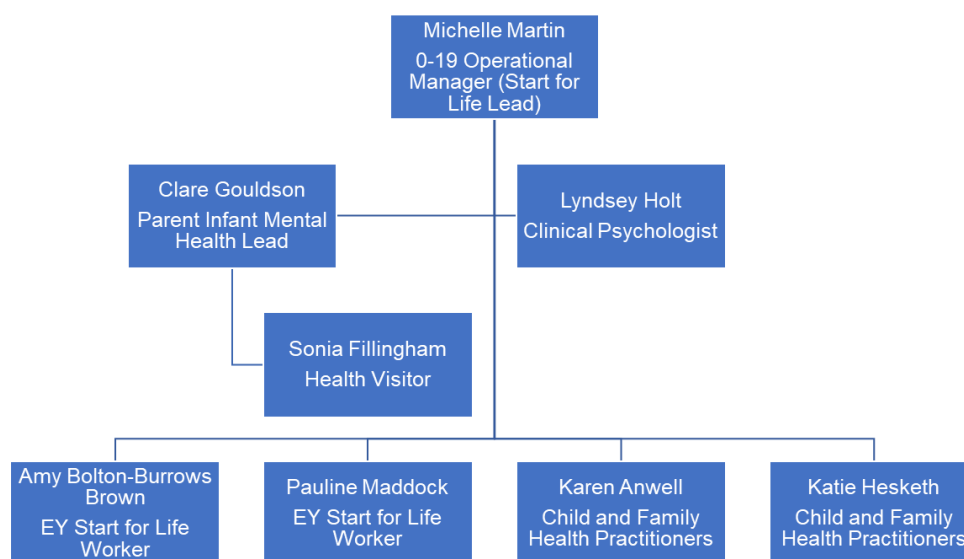 Michelle Martin
0-19 Operational
Manager (Start for
Life Lead)
Clare Gouldson
Parent Infant Mental
Health Lead
Lyndsey Holt
Clinical Psychologist
Sonia Fillingham
Health Visitor
Amy Bolton-Burrows
Brown
EY Start for Life
Worker
Pauline Maddock
EY Start for Life
Worker
Karen Anwell
Child and Family
Health Practitioners
Katie Hesketh
Child and Family
Health Practitioners